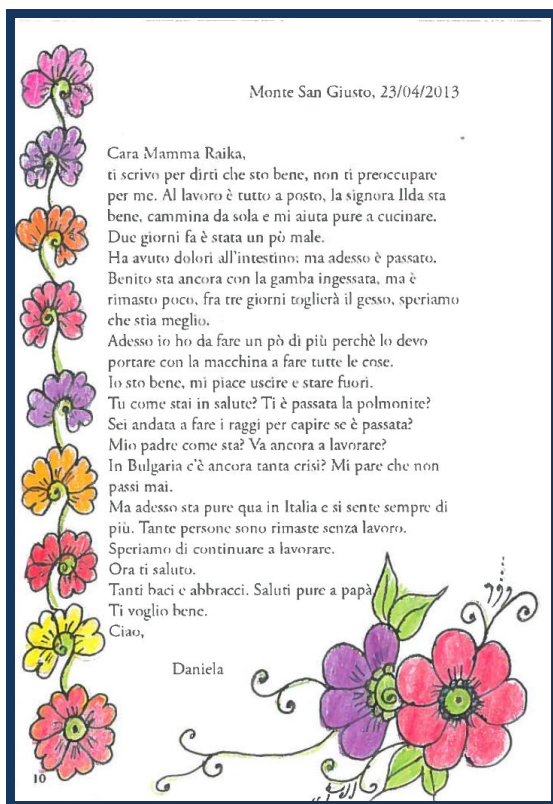 Monte San Giusto, 23/04/2013
Cara Mamma Raika,
ti scrivo per dirti che sto bene, non ti preoccupare
per me. Al lavoro è tutto a posto, la signora Ilda sta
bene, cammina da sola e mi aiuta pure a cucinare.
Due giorni fa è stata un pò male.
Ha avuto dolori all'intestino; ma adesso è passato.
Benito sta ancora con la gamba ingessata, ma è
rimasto poco, fra tre giorni toglierà il gesso, speriamo
che stia meglio.
Adesso io ho da fare un pò di più perchè lo devo
portare con la macchina a fare tutte le cose.
Io sto bene, mi piace uscire e stare fuori.
Tu come stai in salute? Ti è passata la polmonite?
Sei andata a fare i raggi per capire se è passata?
Mio padre come sta? Va ancora a lavorare?
In Bulgaria c'è ancora tanta crisi? Mi pare che non
passi mai.
Ma adesso sta pure qua in Italia e si sente sempre di
più. Tante persone sono rimaste senza lavoro.
Speriamo di continuare a lavorare.
Ora ti saluto.
Tanti baci e abbracci. Saluti pure a papà
Ti voglio bene.
Ciao,
Daniela
10